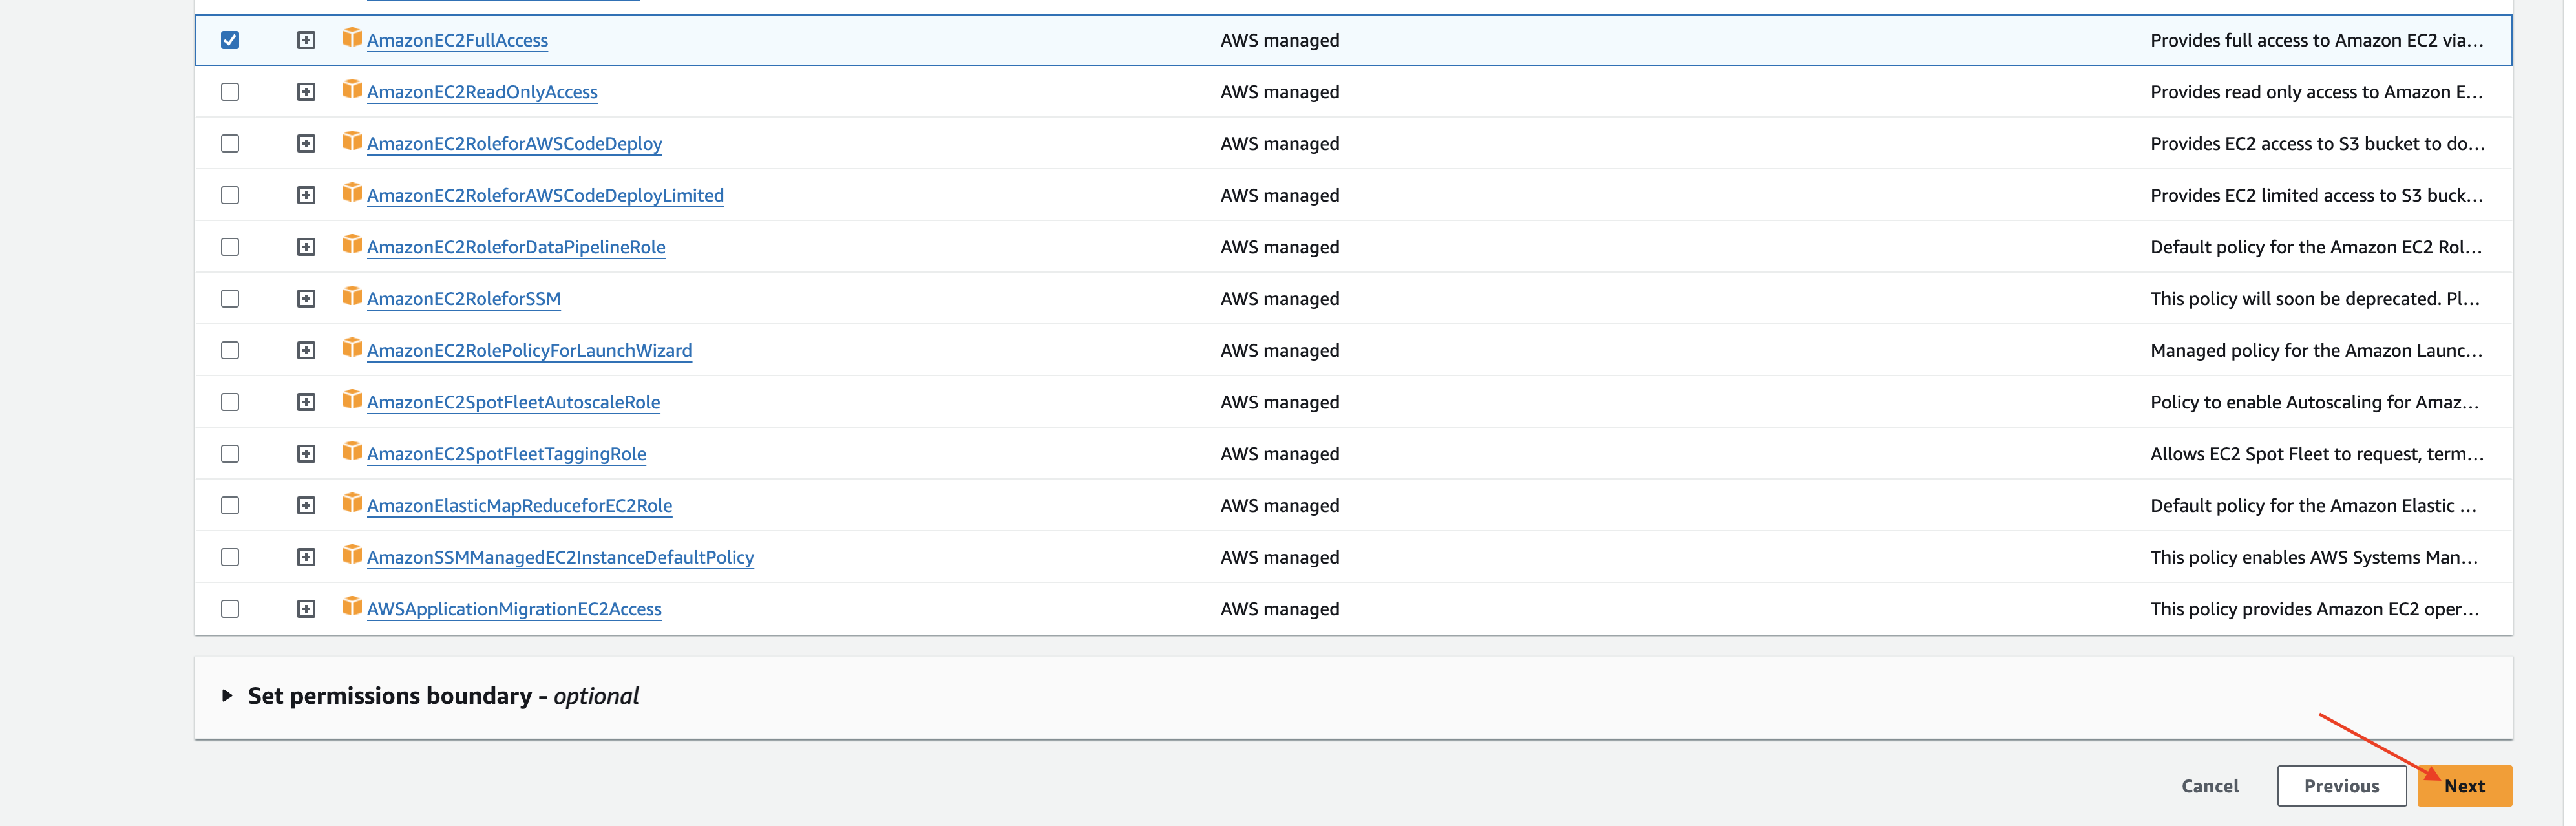 AmazonEC2FullAccess AWS managed Provides full access to Amazon EC2 via...
AmazonEC2ReadOnlyAccess AWS managed Provides read only access to Amazon E...
AmazonEC2RoleforAWSCodeDeploy AWS managed Provides EC2 access to S3 bucket to do...
AmazonEC2RoleforAWSCodeDeployLimited AWS managed Provides EC2 limited access to S3 buck...
AmazonEC2RoleforDataPipelineRole AWS managed Default policy for the Amazon EC2 Rol...
AmazonEC2RoleforSSM AWS managed This policy will soon be deprecated. Pl...
AmazonEC2RolePolicyForLaunchWizard AWS managed Managed policy for the Amazon Launc...
AmazonEC2SpotFleetAutoscaleRole AWS managed Policy to enable Autoscaling for Amaz...
AmazonEC2SpotFleetTaggingRole AWS managed Allows EC2 Spot Fleet to request, term...
AmazonElasticMapReduceforEC2Role AWS managed Default policy for the Amazon Elastic ...
AmazonSSMManagedEC2InstanceDefaultPolicy AWS managed This policy enables AWS Systems Man...
AWSApplicationMigrationEC2Access AWS managed This policy provides Amazon EC2 oper...
Set permissions boundary - optional
Cancel Previous Next